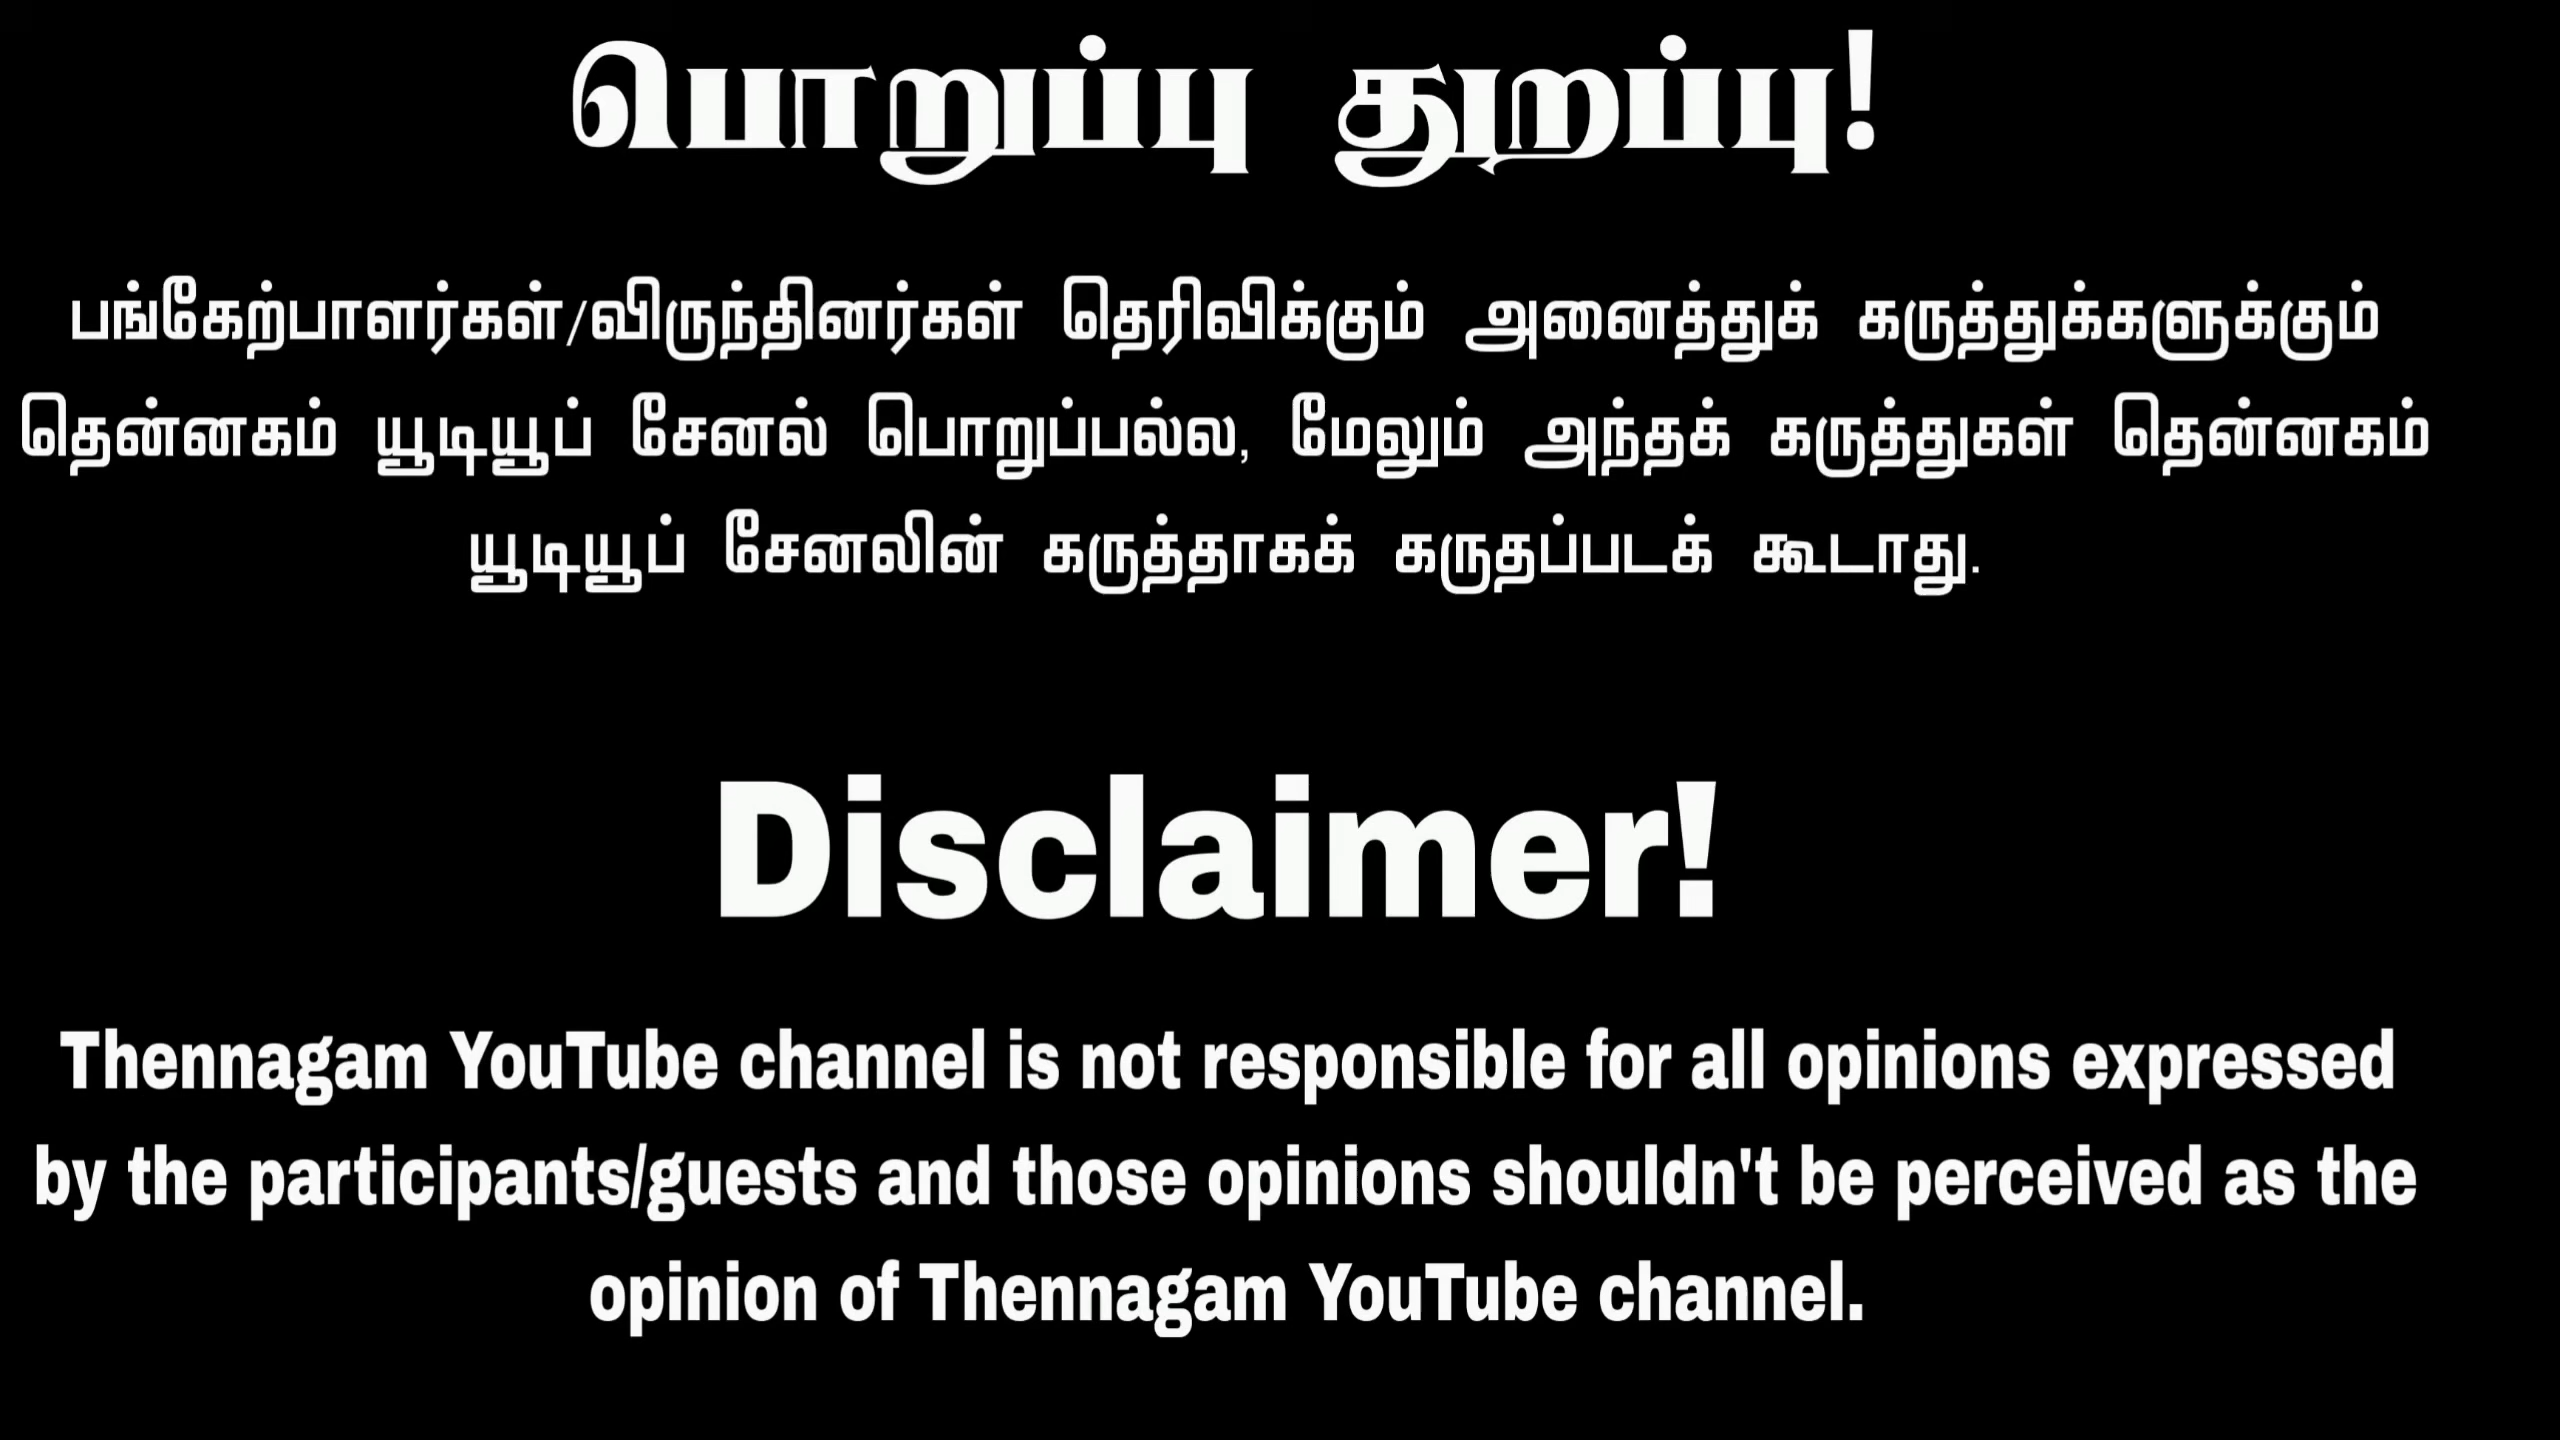 பொறுப்பு துறப்பு!
பங்கேற்பாளர்கள்/விருந்தினர்கள் தெரிவிக்கும் அனைத்துக் கருத்துக்களுக்கும்
தென்னகம் யூடியூப் சேனல் பொறுப்பல்ல, மேலும் அந்தக் கருத்துகள் தென்னகம்
யூடியூப் சேனலின் கருத்தாகக் கருதப்படக் கூடாது.
Disclaimer!
Thennagam YouTube channel is not responsible for all opinions expressed
by the participants/guests and those opinions shouldn't be perceived as the
opinion of Thennagam YouTube channel.